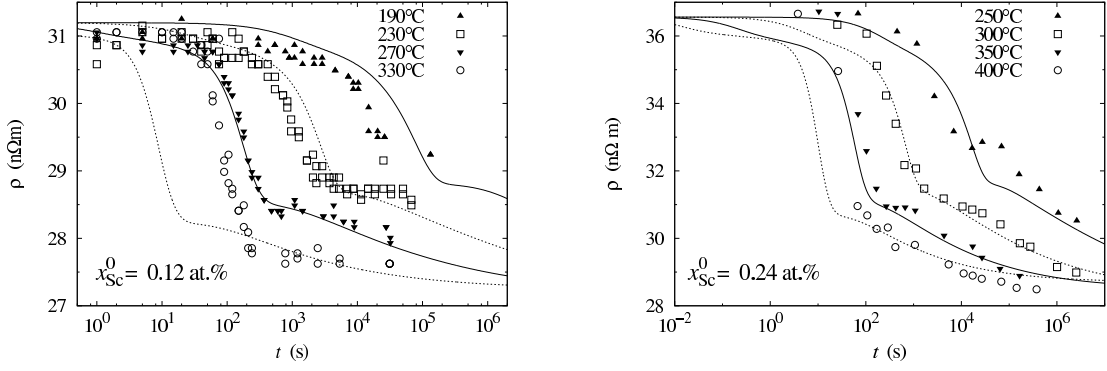 31
30
29
28
27
ρ (nΩm)
190°C
230°C
270°C
330°C
x⁰Sc = 0.12 at.%
10⁰ 10¹ 10² 10³ 10⁴ 10⁵ 10⁶
t (s)
36
34
32
30
28
ρ (nΩ m)
250°C
300°C
350°C
400°C
x⁰Sc = 0.24 at.%
10⁻² 10⁰ 10² 10⁴ 10⁶
t (s)